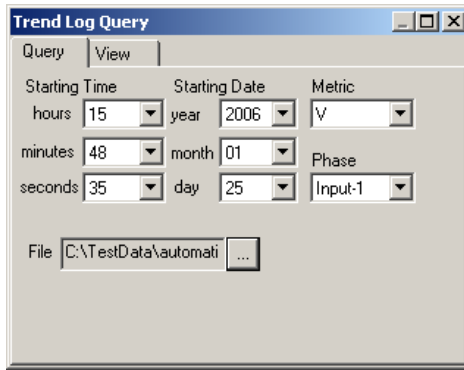 Trend Log Query
Query View
Starting Time Starting Date Metric
hours 15 year 2006 V
minutes 48 month 01
Phase
seconds 35 day 25 Input-1
File C:\TestData\automati ...